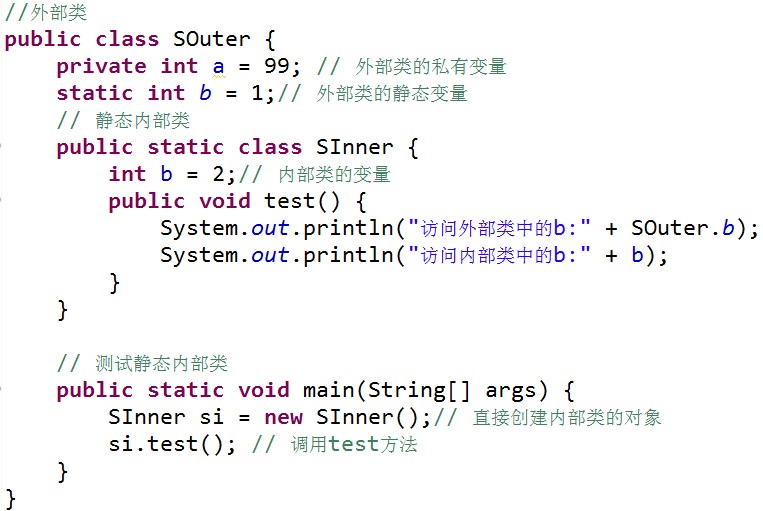 //外部类
public class SOuter {
    private int a = 99; // 外部类的私有变量
    static int b = 1;// 外部类的静态变量
    // 静态内部类
    public static class SInner {
        int b = 2;// 内部类的变量
        public void test() {
            System.out.println("访问外部类中的b:" + SOuter.b);
            System.out.println("访问内部类中的b:" + b);
        }
    }
    // 测试静态内部类
    public static void main(String[] args) {
        SInner si = new SInner();// 直接创建内部类的对象
        si.test(); // 调用test方法
    }
}